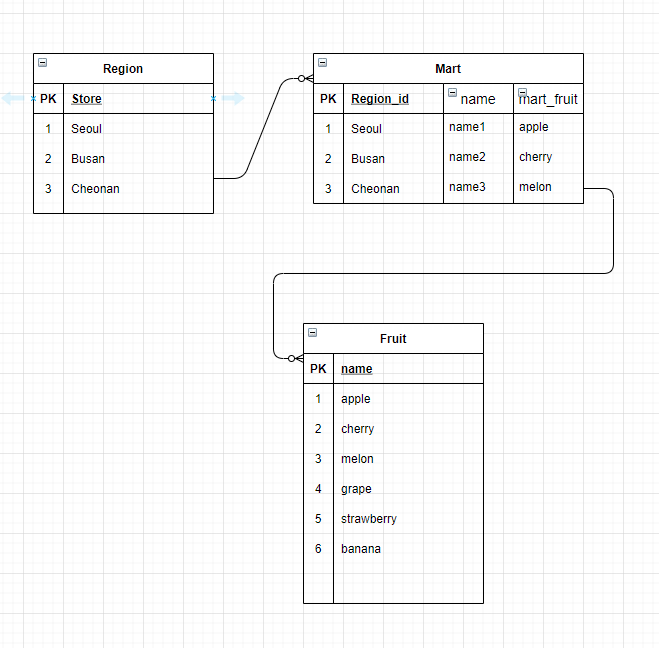 Region
PK Store
1 Seoul
2 Busan
3 Cheonan
Mart
PK Region_id name mart_fruit
1 Seoul name1 apple
2 Busan name2 cherry
3 Cheonan name3 melon
Fruit
PK name
1 apple
2 cherry
3 melon
4 grape
5 strawberry
6 banana